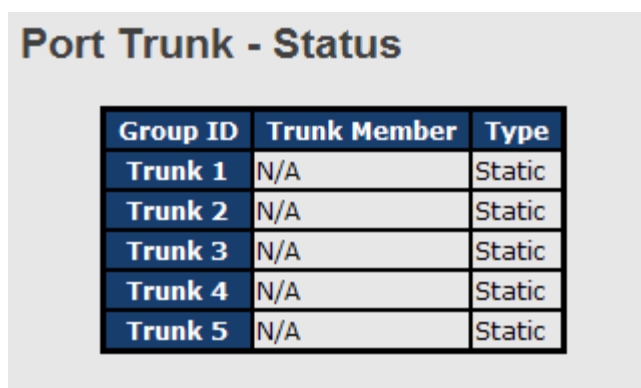 Port Trunk - Status
Group ID Trunk Member Type
Trunk 1 N/A Static
Trunk 2 N/A Static
Trunk 3 N/A Static
Trunk 4 N/A Static
Trunk 5 N/A Static